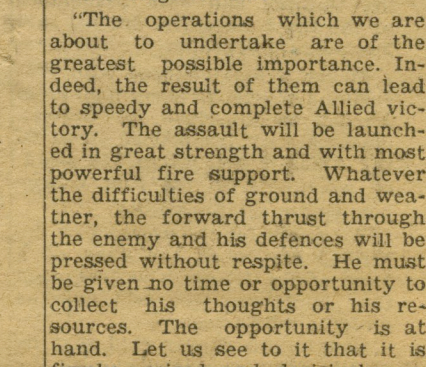 “The operations which we are
about to undertake are of the
greatest possible importance. In-
deed, the result of them can lead
to speedy and complete Allied vic-
tory. The assault will be launch-
ed in great strength and with most
powerful fire support. Whatever
the difficulties of ground and wea-
tner, the forward thrust through
the enemy and his defences will be
pressed without respite. He must
be given no time or opportunity to
collect his thoughts or his re-
sources. The opportunity is at
hand. Let us see to it that it is